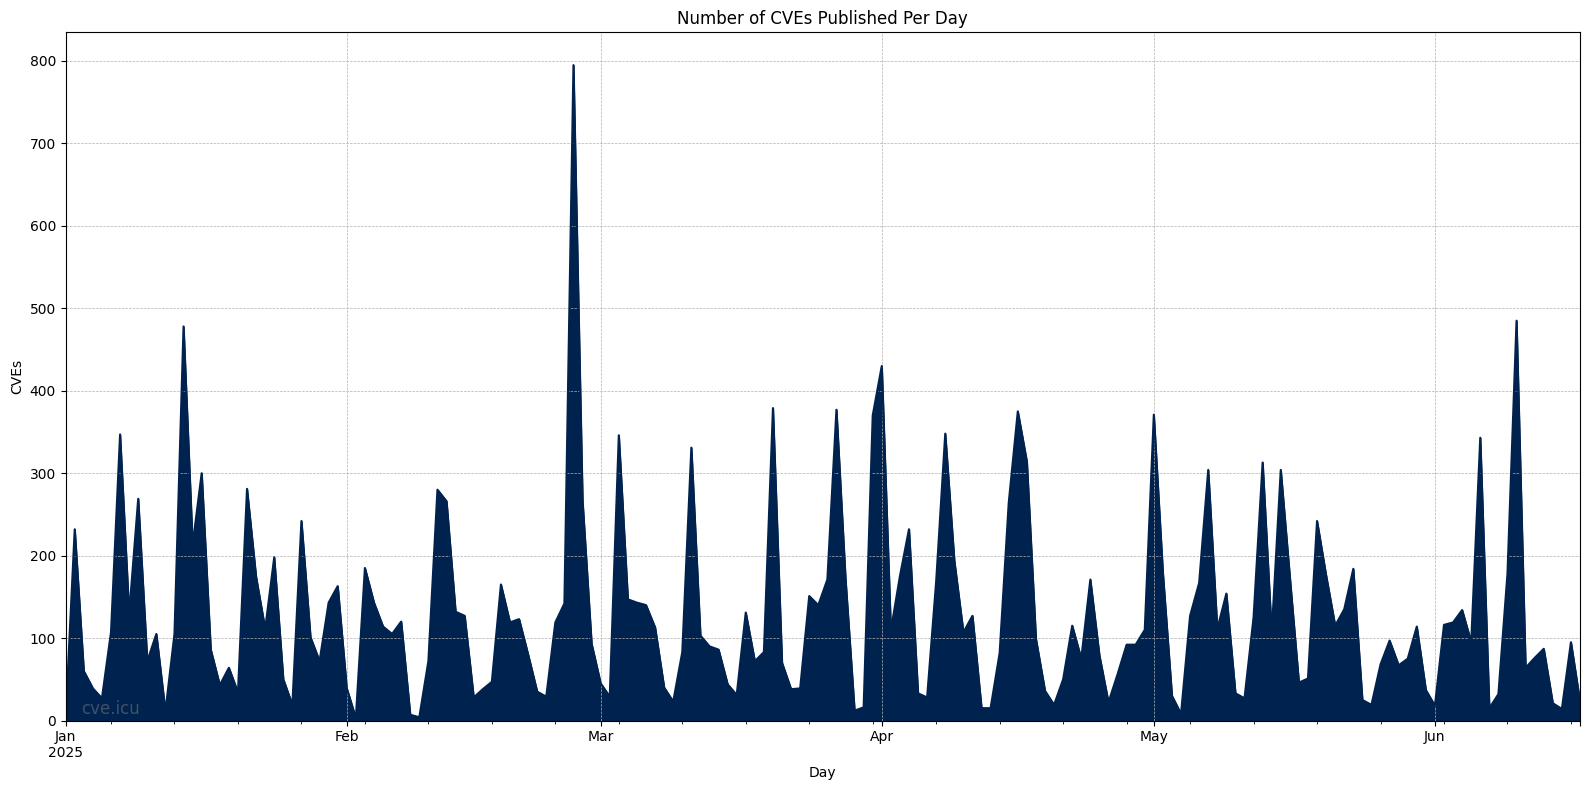 Number of CVEs Published Per Day
800
700
600
500
400
300
200
100
0
CVEs
cve.icu
Jan
2025
Feb
Mar
Apr
May
Jun
Day